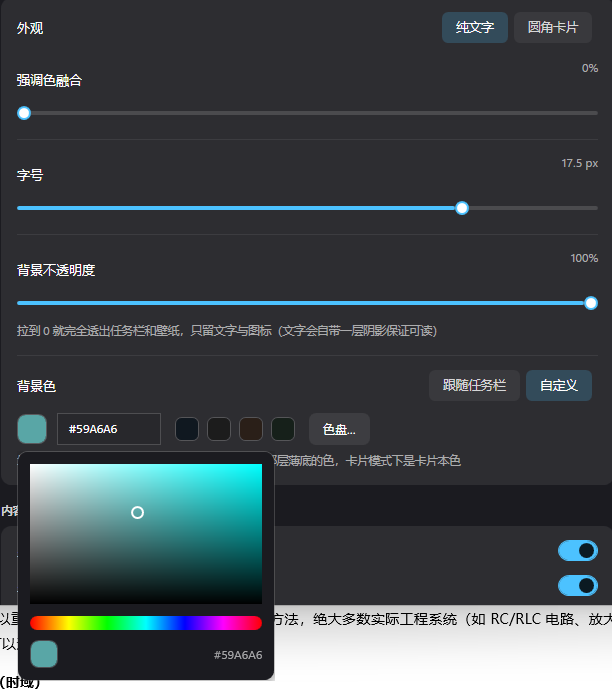 外观
纯文字
圆角卡片
强调色融合
0%
字号
17.5 px
背景不透明度
100%
拉到 0 就完全透出任务栏和壁纸，只留文字与图标（文字会自带一层阴影保证可读）
背景色
跟随任务栏
自定义
#59A6A6
色盘...
层薄底的色，卡片模式下是卡片本色
内容
#59A6A6
以重
方法，绝大多数实际工程系统（如 RC/RLC 电路、放大
可以
（时域）